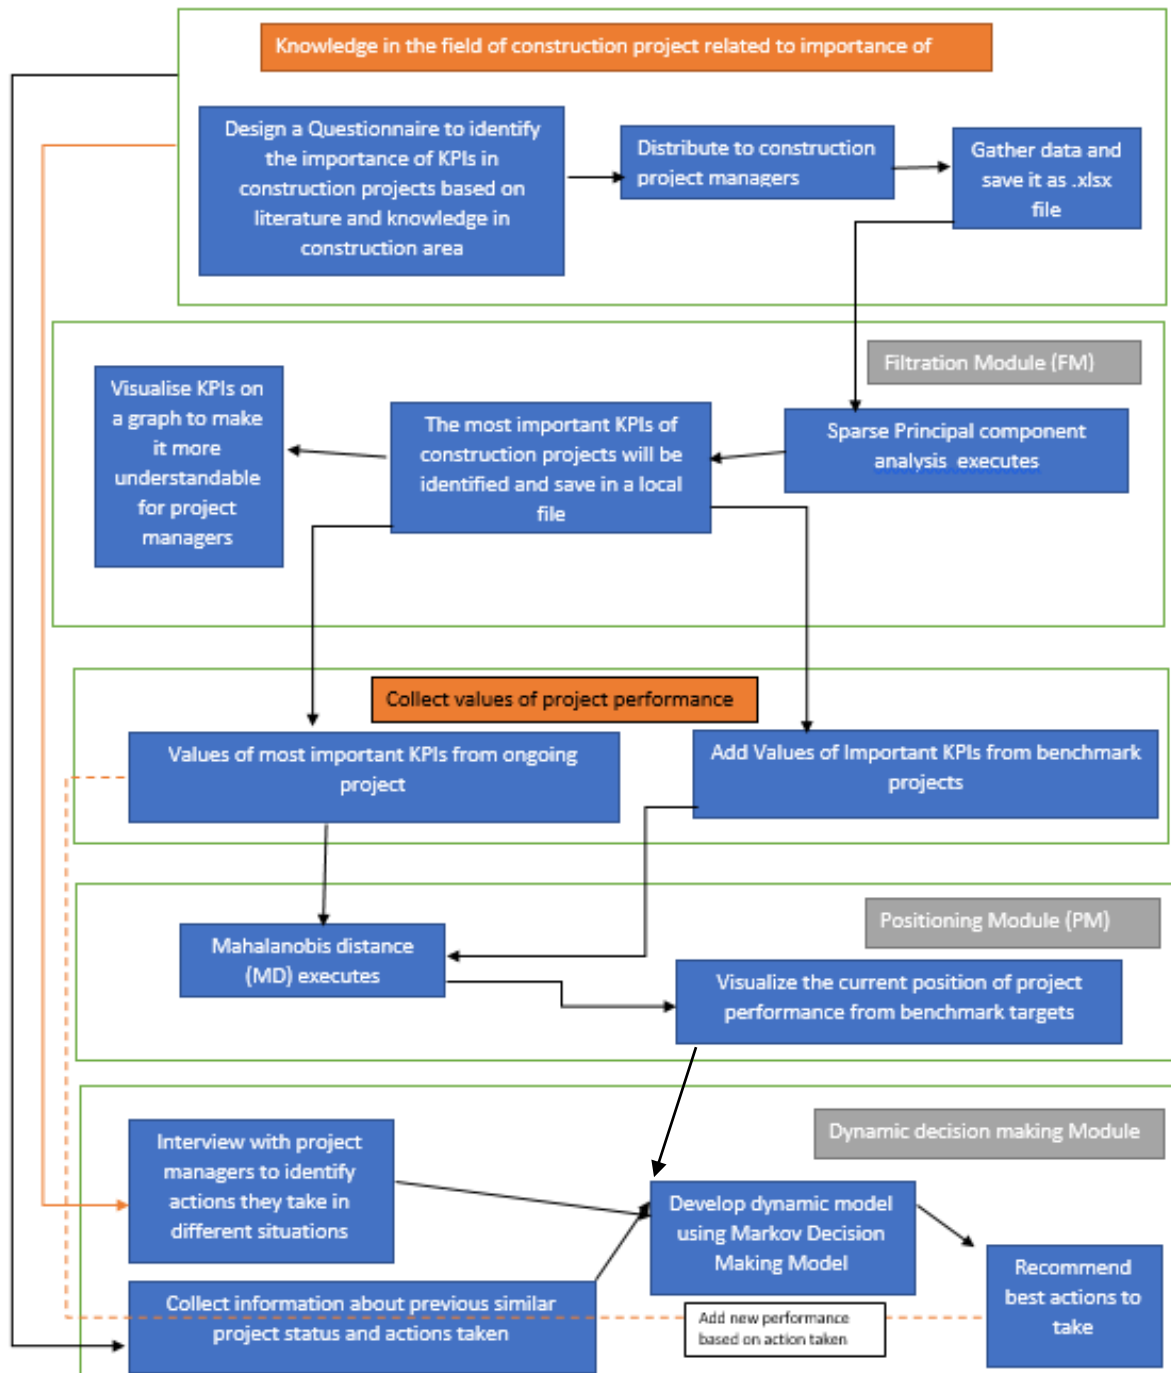 Knowledge in the field of construction project related to importance of
Design a Questionnaire to identify
the importance of KPIs in
construction projects based on
literature and knowledge in
construction area
Distribute to construction
project managers
Gather data and
save it as .xlsx
file
Filtration Module (FM)
Visualise KPIs on
a graph to make
it more
understandable
for project
managers
The most important KPIs of
construction projects will be
identified and save in a local
file
Sparse Principal component
analysis executes
Collect values of project performance
Values of most important KPIs from ongoing
project
Add Values of Important KPIs from benchmark
projects
Positioning Module (PM)
Mahalanobis distance
(MD) executes
Visualize the current position of project
performance from benchmark targets
Dynamic decision making Module
Interview with project
managers to identify
actions they take in
different situations
Develop dynamic model
using Markov Decision
Making Model
Recommend
best actions to
take
Collect information about previous similar
project status and actions taken
Add new performance
based on action taken